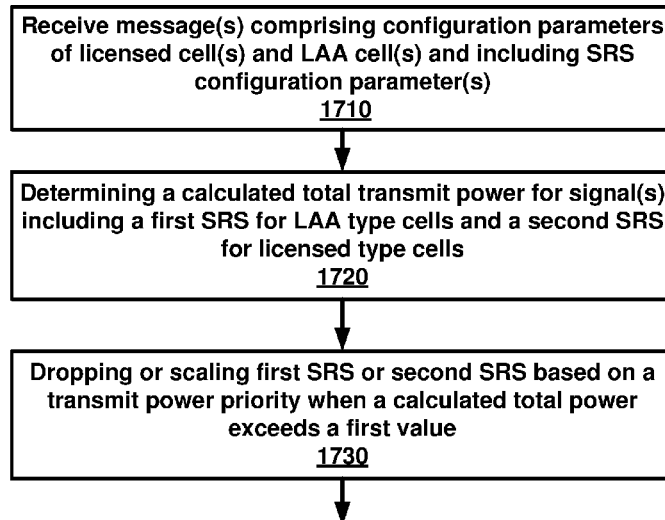 Receive message(s) comprising configuration parameters
of licensed cell(s) and LAA cell(s) and including SRS
configuration parameter(s)
1710
Determining a calculated total transmit power for signal(s)
including a first SRS for LAA type cells and a second SRS
for licensed type cells
1720
Dropping or scaling first SRS or second SRS based on a
transmit power priority when a calculated total power
exceeds a first value
1730